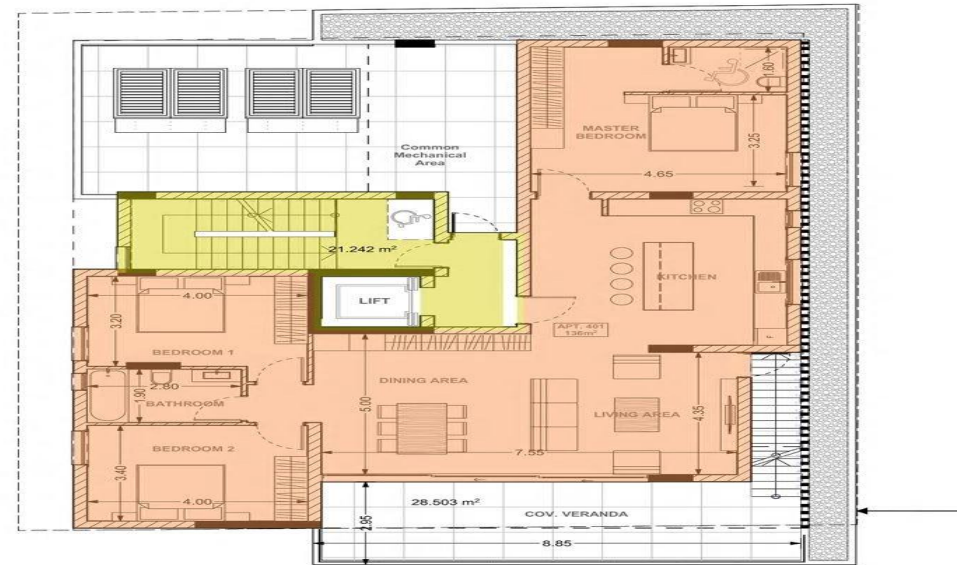 1.60
MASTER
BEDROOM
3.25
4.65
Common
Mechanical
Area
21.242 m²
KITCHEN
LIFT
4.00
3.20
BEDROOM 1
APT. 401
136m²
F
DINING AREA
2.80
1.90
BATHROOM
5.00
LIVING AREA
4.35
BEDROOM 2
7.55
3.40
4.00
28.503 m²
COV. VERANDA
2.95
8.85